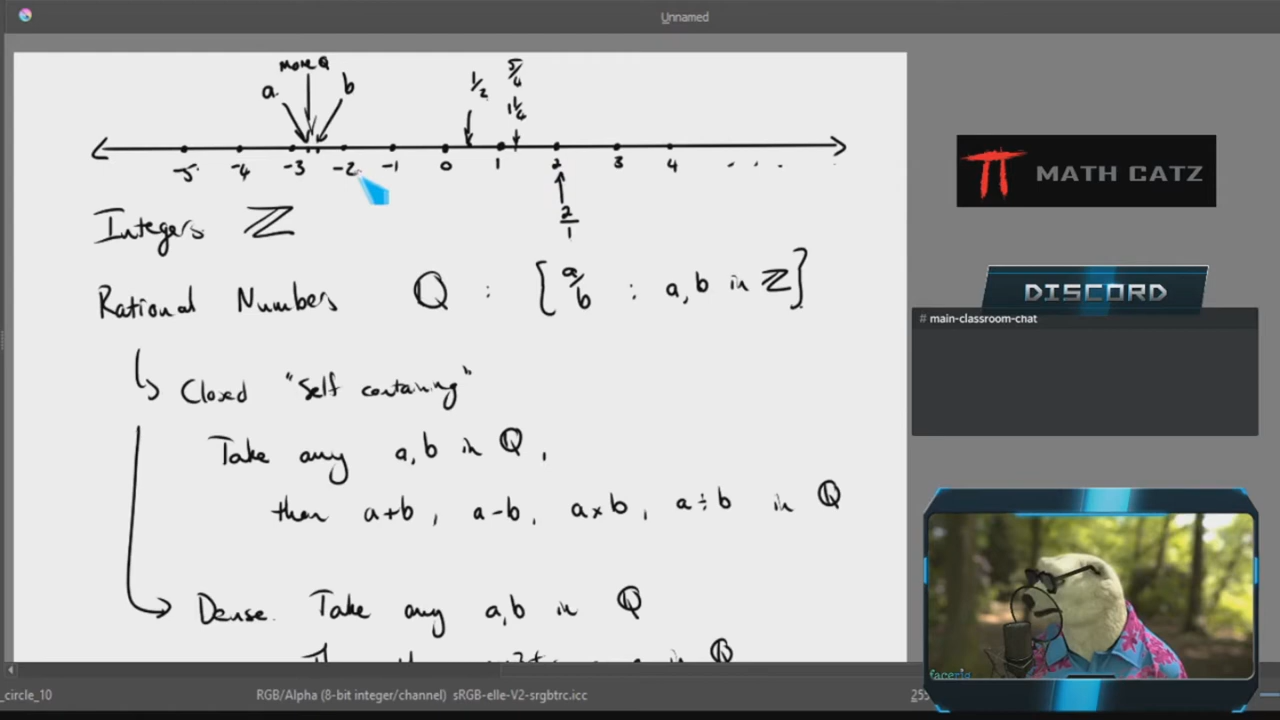 Unnamed
more Q
a
b
1/2
5/4
1 1/4
-5 -4 -3 -2 -1 0 1 2 3 4 . . . .
2/1
Integers ℤ
Rational Numbers ℚ : { a/b : a, b in ℤ }
Closed "Self containing"
Take any a, b in ℚ,
then a+b, a-b, a×b, a÷b in ℚ
Dense. Take any a, b in ℚ
MATH CATZ
DISCORD
# main-classroom-chat
facerig
_circle_10
RGB/Alpha (8-bit integer/channel) sRGB-elle-V2-srgbtrc.icc